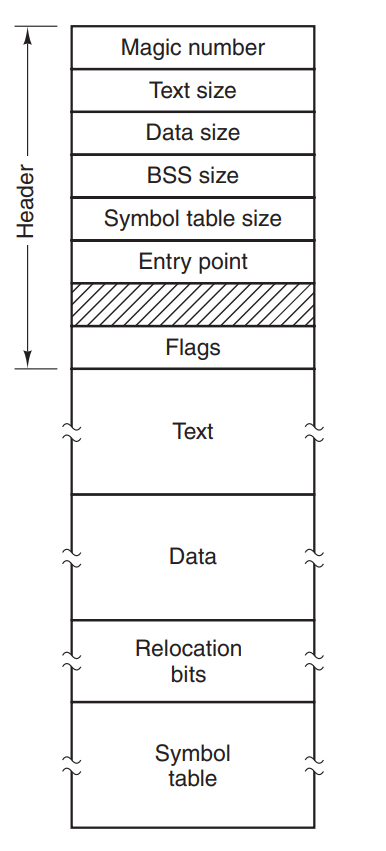 Header
Magic number
Text size
Data size
BSS size
Symbol table size
Entry point
Flags
Text
Data
Relocation
bits
Symbol
table